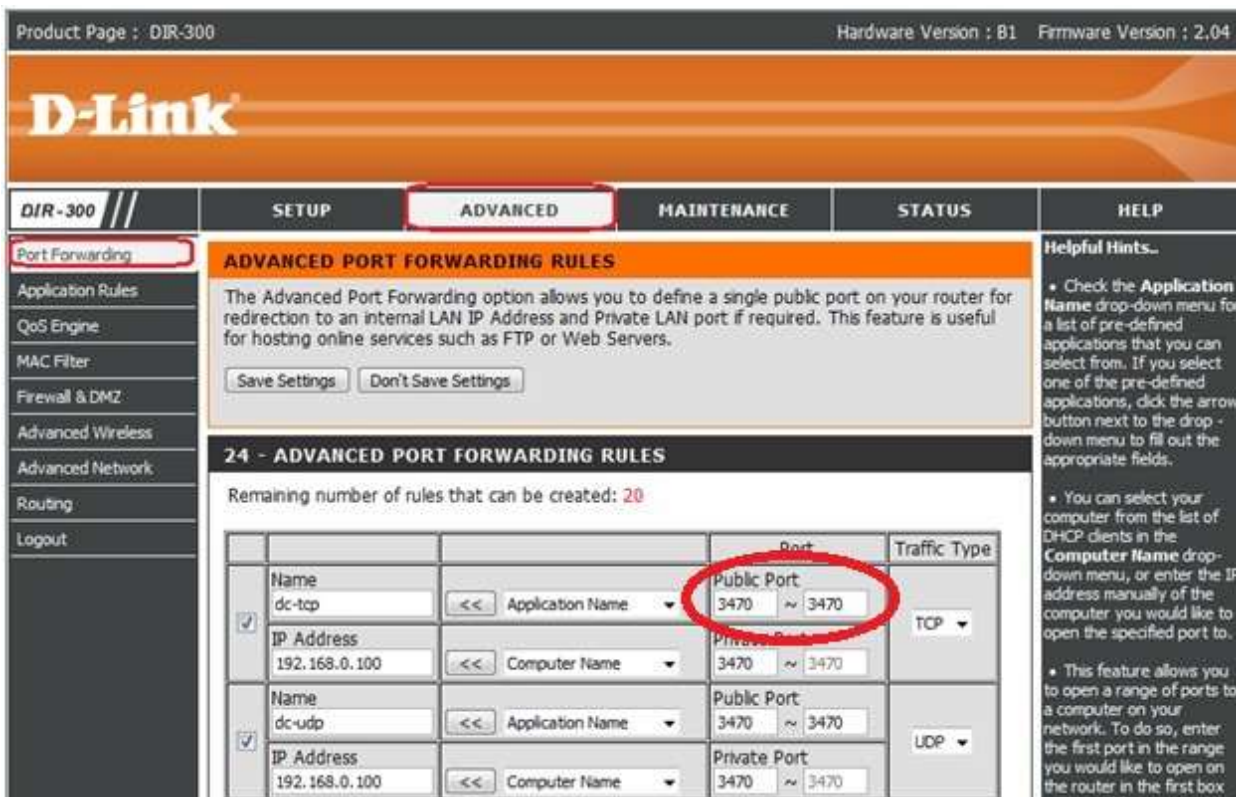 Product Page : DIR-300
Hardware Version : B1
Firmware Version : 2.04
D-Link
DIR-300
SETUP
ADVANCED
MAINTENANCE
STATUS
HELP
Port Forwarding
Application Rules
QoS Engine
MAC Filter
Firewall & DMZ
Advanced Wireless
Advanced Network
Routing
Logout
ADVANCED PORT FORWARDING RULES
The Advanced Port Forwarding option allows you to define a single public port on your router for
redirection to an internal LAN IP Address and Private LAN port if required. This feature is useful
for hosting online services such as FTP or Web Servers.
Save Settings
Don't Save Settings
24 - ADVANCED PORT FORWARDING RULES
Remaining number of rules that can be created: 20
Port
Traffic Type
Name
dc-tcp
<<
Application Name
Public Port
3470 ~ 3470
TCP
IP Address
192.168.0.100
<<
Computer Name
Private Port
3470 ~ 3470
Name
dc-udp
<<
Application Name
Public Port
3470 ~ 3470
UDP
IP Address
192.168.0.100
<<
Computer Name
Private Port
3470 ~ 3470
Helpful Hints..
• Check the Application
Name drop-down menu for
a list of pre-defined
applications that you can
select from. If you select
one of the pre-defined
applications, click the arrow
button next to the drop -
down menu to fill out the
appropriate fields.
• You can select your
computer from the list of
DHCP clients in the
Computer Name drop-
down menu, or enter the IP
address manually of the
computer you would like to
open the specified port to.
• This feature allows you
to open a range of ports to
a computer on your
network. To do so, enter
the first port in the range
you would like to open on
the router in the first box